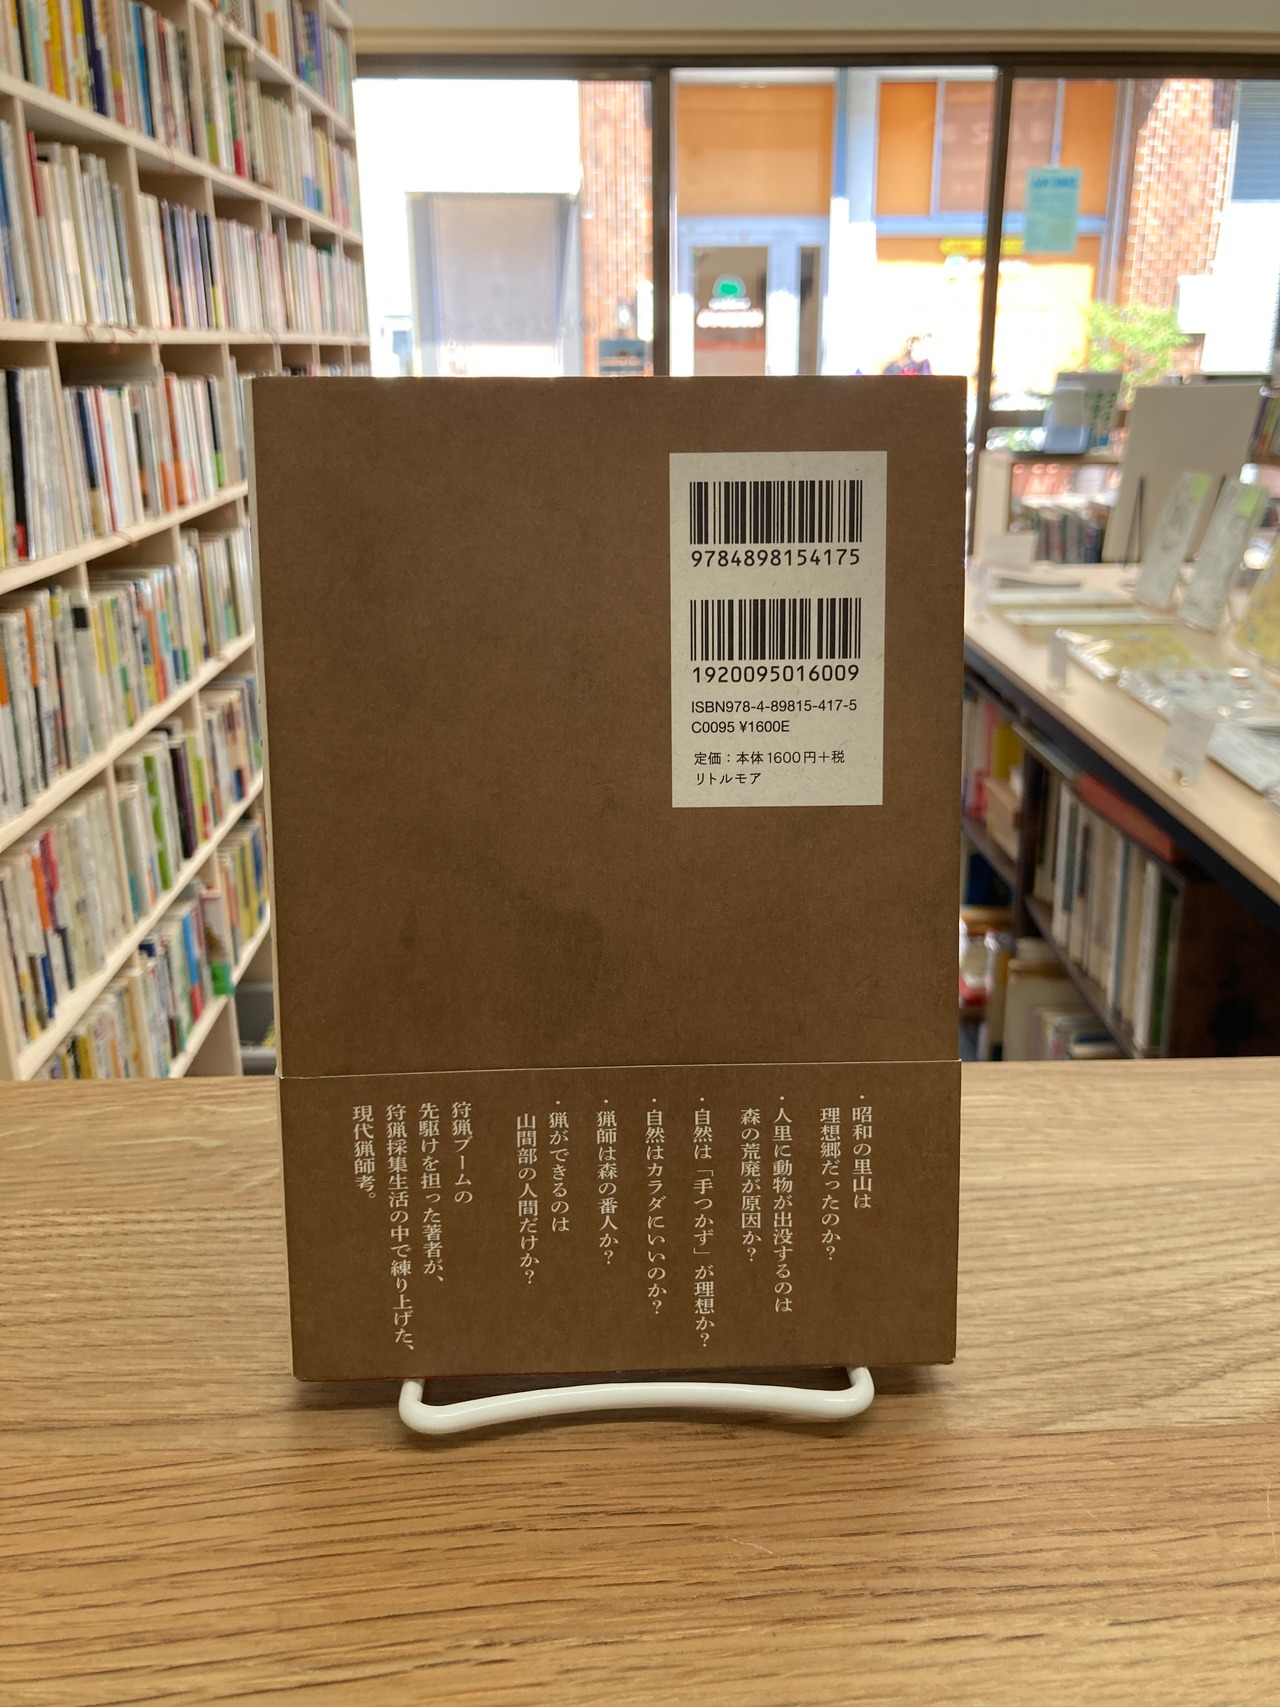 9784898154175
1920095016009
ISBN978-4-89815-417-5
C0095 ¥1600E
定価：本体1600円＋税
リトルモア
・昭和の里山は
理想郷だったのか？
・人里に動物が出没するのは
森の荒廃が原因か？
・自然は「手つかず」が理想か？
・自然はカラダにいいのか？
・猟師は森の番人か？
・猟ができるのは
山間部の人間だけか？
狩猟ブームの
先駆けを担った著者が、
狩猟採集生活の中で練り上げた、
現代猟師考。